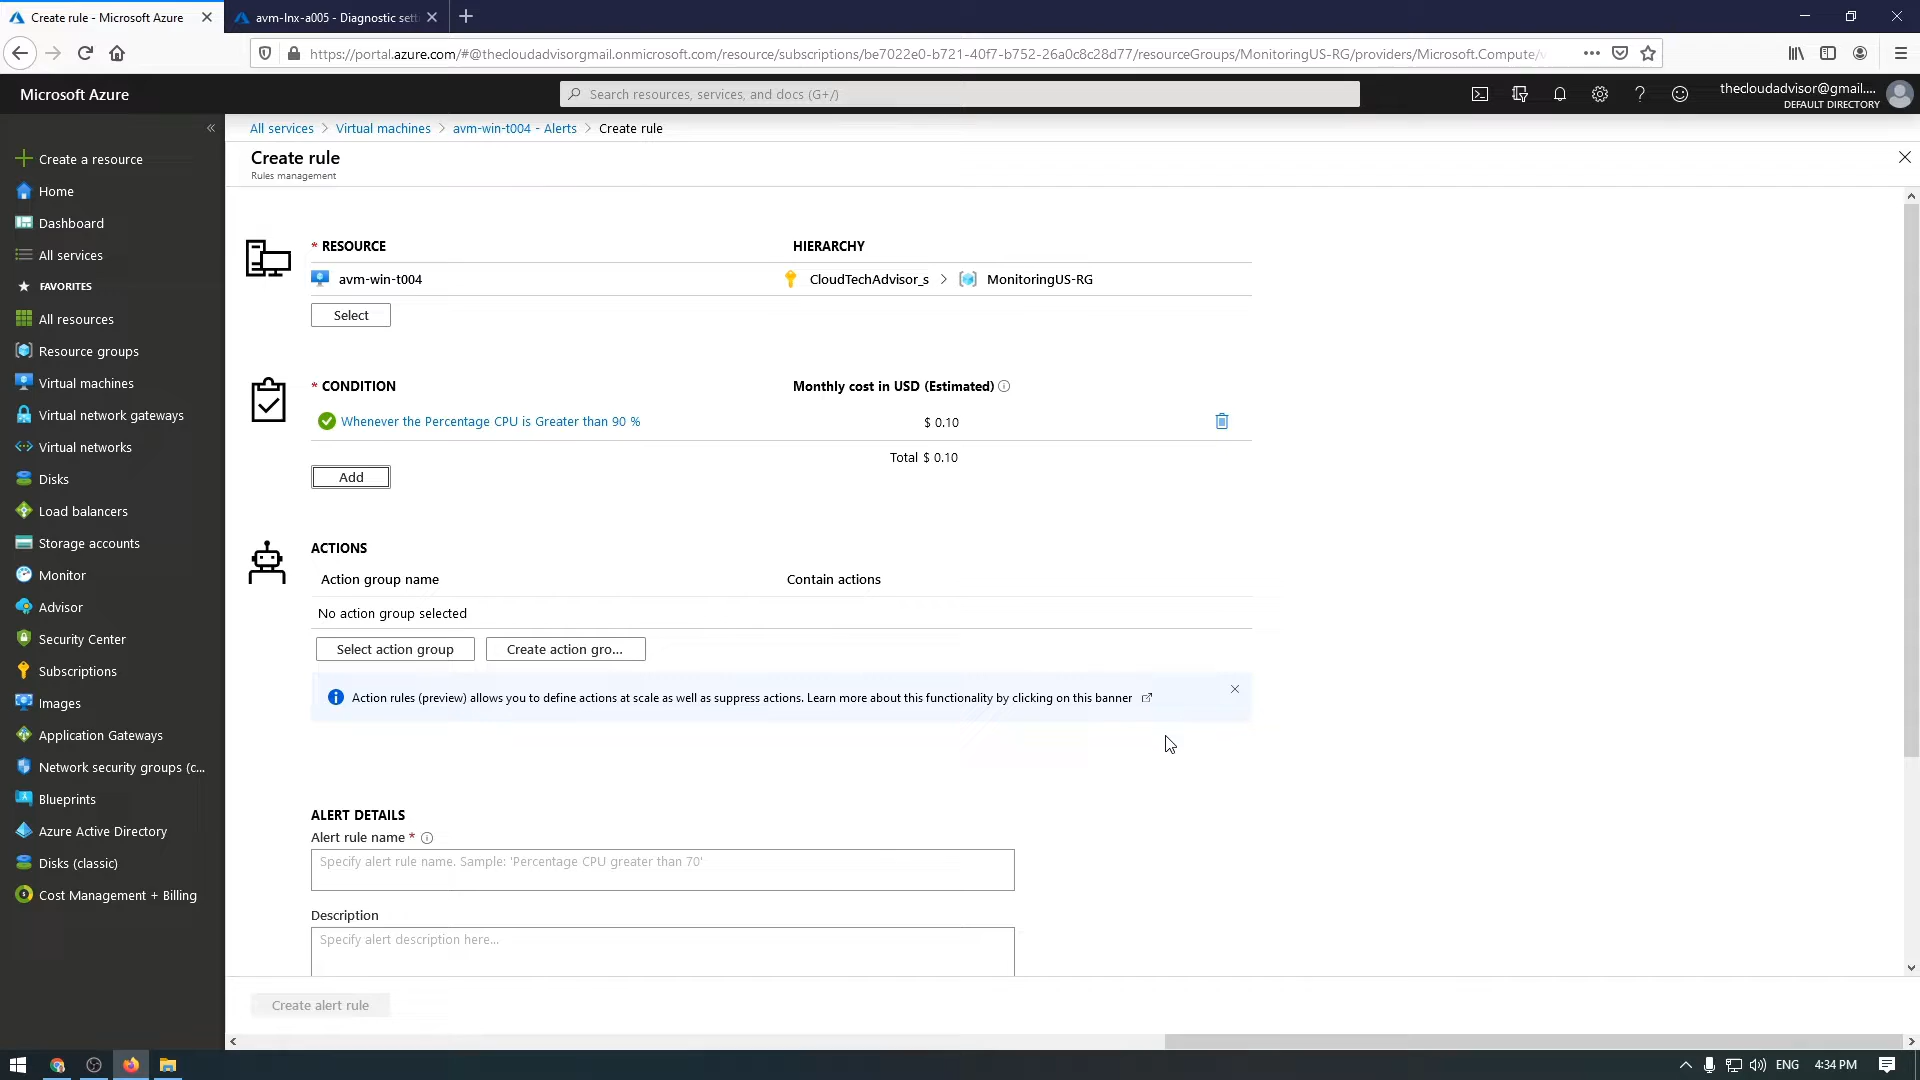 Create rule - Microsoft Azure
avm-lnx-a005 - Diagnostic sett
https://portal.azure.com/#@thecloudadvisorgmail.onmicrosoft.com/resource/subscriptions/be7022e0-b721-40f7-b752-26a0c8c28d77/resourceGroups/MonitoringUS-RG/providers/Microsoft.Compute/v
Microsoft Azure
Search resources, services, and docs (G+/)
thecloudadvisor@gmail....
DEFAULT DIRECTORY
Create a resource
Home
Dashboard
All services
FAVORITES
All resources
Resource groups
Virtual machines
Virtual network gateways
Virtual networks
Disks
Load balancers
Storage accounts
Monitor
Advisor
Security Center
Subscriptions
Images
Application Gateways
Network security groups (c...
Blueprints
Azure Active Directory
Disks (classic)
Cost Management + Billing
All services > Virtual machines > avm-win-t004 - Alerts > Create rule
Create rule
Rules management
* RESOURCE
HIERARCHY
avm-win-t004
CloudTechAdvisor_s > MonitoringUS-RG
Select
* CONDITION
Monthly cost in USD (Estimated)
Whenever the Percentage CPU is Greater than 90 %
$ 0.10
Total $ 0.10
Add
ACTIONS
Action group name
Contain actions
No action group selected
Select action group
Create action gro...
Action rules (preview) allows you to define actions at scale as well as suppress actions. Learn more about this functionality by clicking on this banner
ALERT DETAILS
Alert rule name *
Specify alert rule name. Sample: 'Percentage CPU greater than 70'
Description
Specify alert description here...
Create alert rule
ENG
4:34 PM